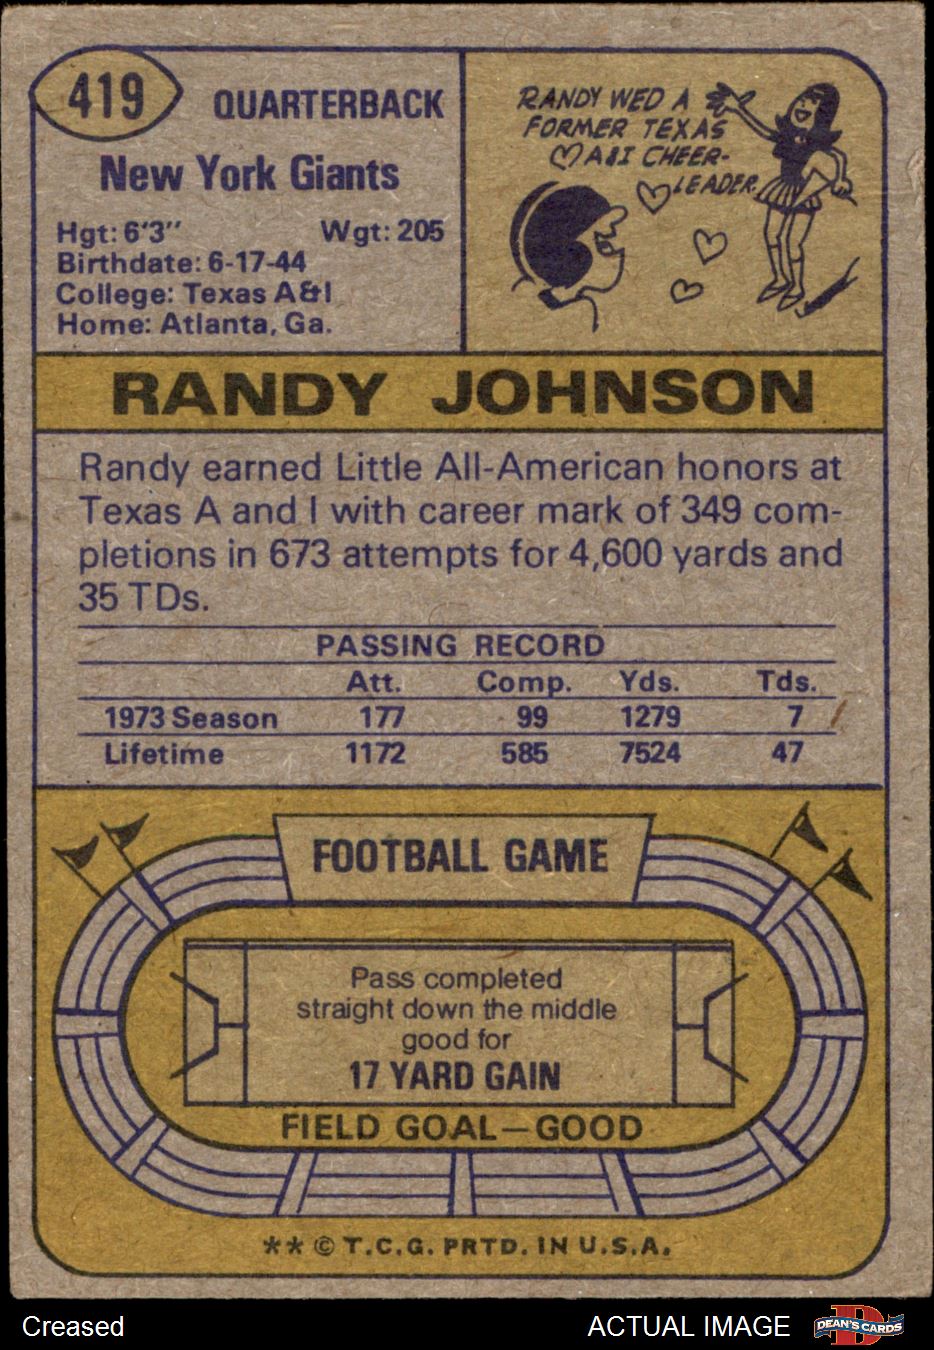 419
QUARTERBACK
New York Giants
Hgt: 6'3" Wgt: 205
Birthdate: 6-17-44
College: Texas A&I
Home: Atlanta, Ga.
RANDY WED A
FORMER TEXAS
A&I CHEER-
LEADER.
RANDY JOHNSON
Randy earned Little All-American honors at
Texas A and I with career mark of 349 com-
pletions in 673 attempts for 4,600 yards and
35 TDs.
PASSING RECORD
Att. Comp. Yds. Tds.
1973 Season 177 99 1279 7
Lifetime 1172 585 7524 47
FOOTBALL GAME
Pass completed
straight down the middle
good for
17 YARD GAIN
FIELD GOAL—GOOD
** © T.C.G. PRTD. IN U.S.A.
Creased
ACTUAL IMAGE
DEAN'S CARDS